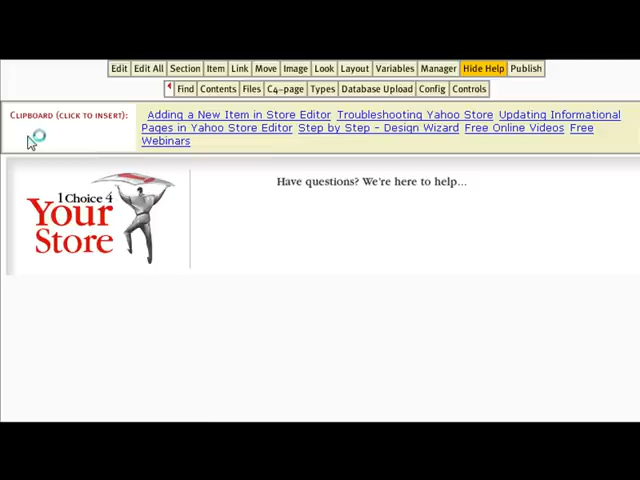 Edit Edit All Section Item Link Move Image Look Layout Variables Manager Hide Help Publish
Find Contents Files C4-page Types Database Upload Config Controls
Clipboard (click to insert):
Adding a New Item in Store Editor Troubleshooting Yahoo Store Updating Informational
Pages in Yahoo Store Editor Step by Step - Design Wizard Free Online Videos Free
Webinars
1 Choice 4
Your
Store
Have questions? We're here to help...